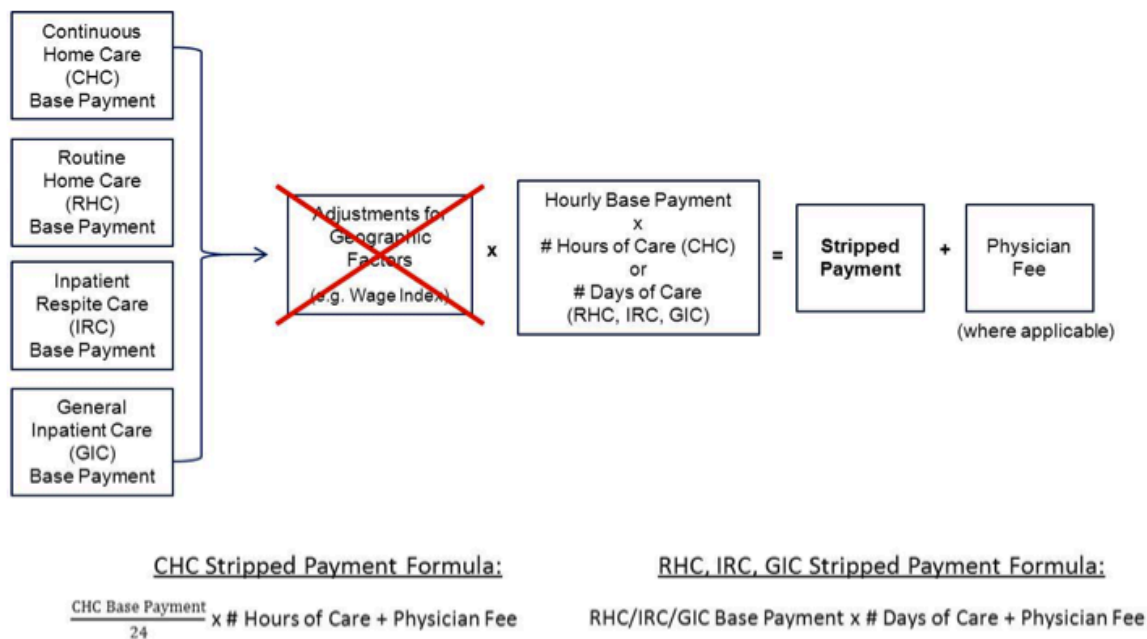 Continuous
Home Care
(CHC)
Base Payment
Routine
Home Care
(RHC)
Base Payment
Inpatient
Respite Care
(IRC)
Base Payment
General
Inpatient Care
(GIC)
Base Payment
Adjustments for
Geographic
Factors
(e.g. Wage Index)
x
Hourly Base Payment
x
# Hours of Care (CHC)
or
# Days of Care
(RHC, IRC, GIC)
=
Stripped
Payment
+
Physician
Fee
(where applicable)
CHC Stripped Payment Formula:
CHC Base Payment
24
x # Hours of Care + Physician Fee
RHC, IRC, GIC Stripped Payment Formula:
RHC/IRC/GIC Base Payment x # Days of Care + Physician Fee